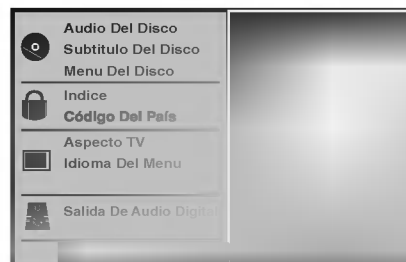 Audio Del Disco
Subtitulo Del Disco
Menu Del Disco
Indice
Código Del País
Aspecto TV
Idioma Del Menu
Salida De Audio Digital